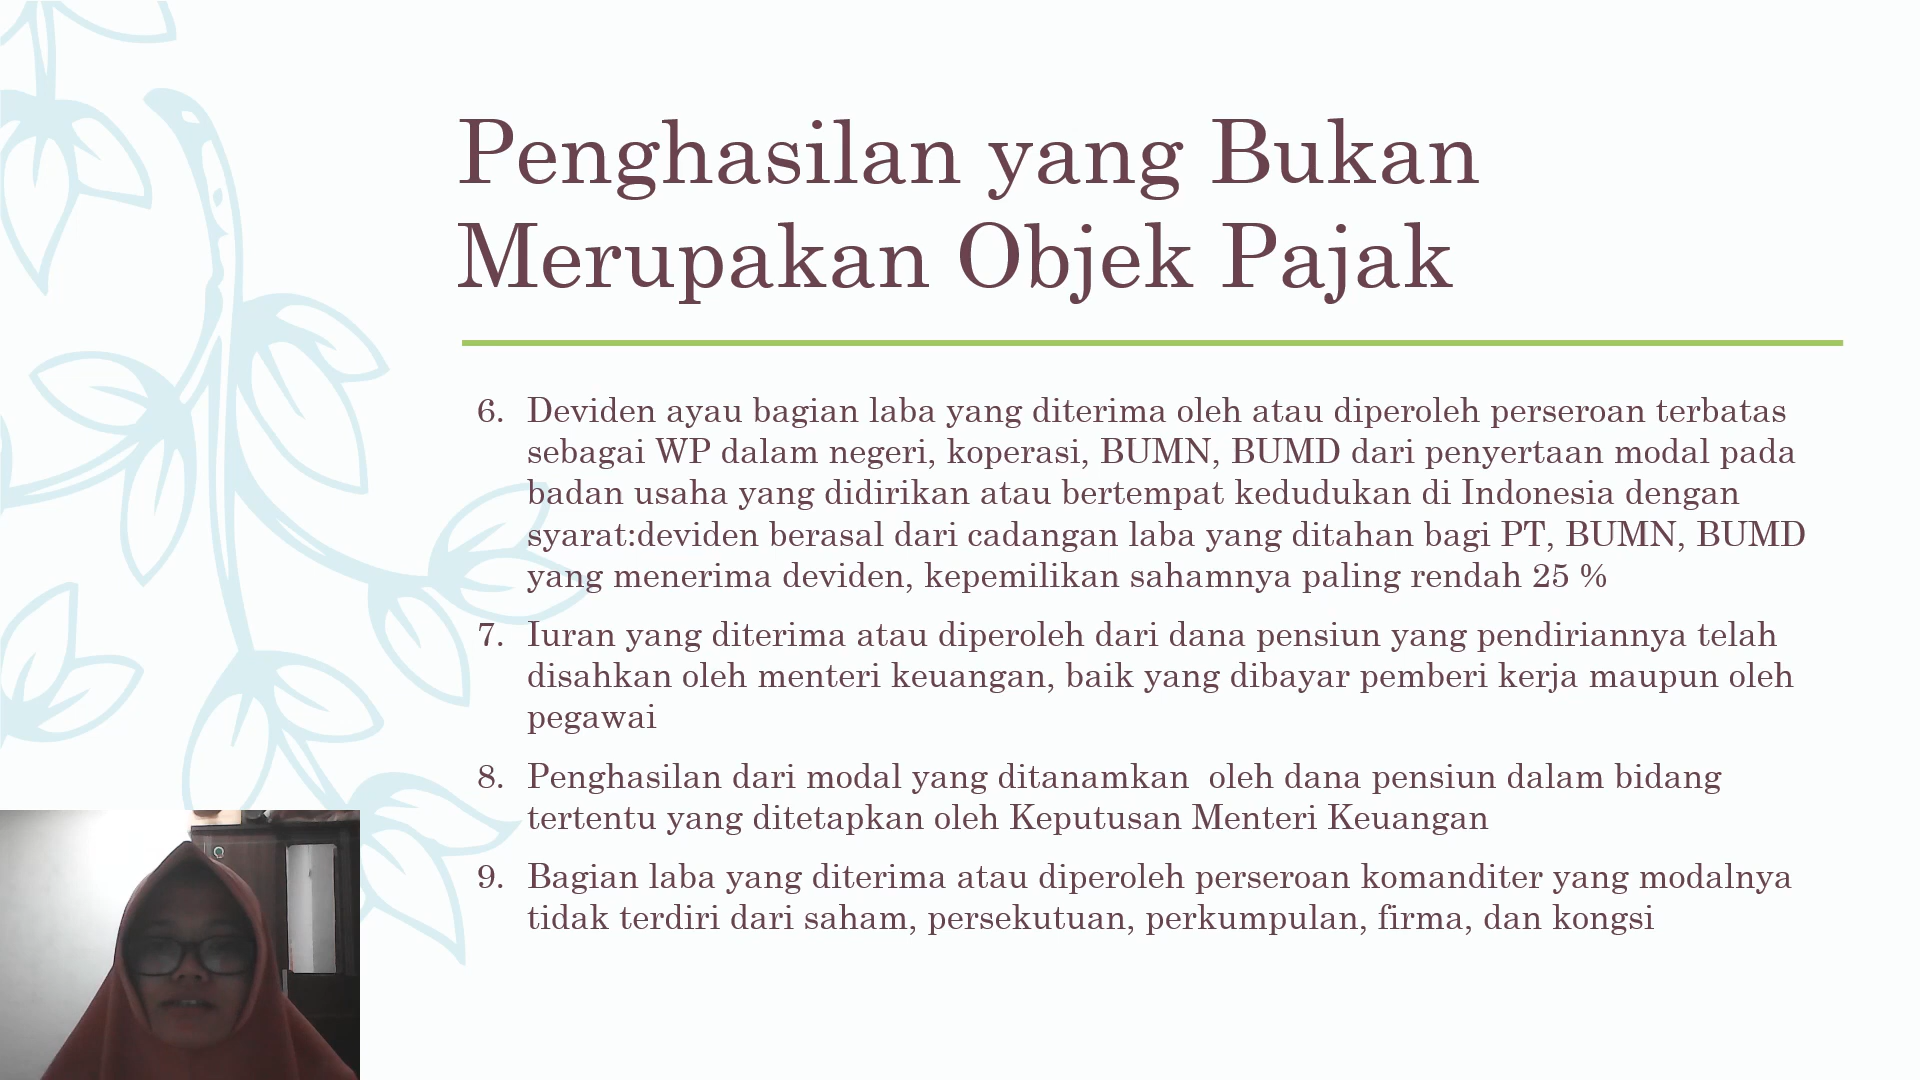 Penghasilan yang Bukan
Merupakan Objek Pajak
6. Deviden ayau bagian laba yang diterima oleh atau diperoleh perseroan terbatas
sebagai WP dalam negeri, koperasi, BUMN, BUMD dari penyertaan modal pada
badan usaha yang didirikan atau bertempat kedudukan di Indonesia dengan
syarat:deviden berasal dari cadangan laba yang ditahan bagi PT, BUMN, BUMD
yang menerima deviden, kepemilikan sahamnya paling rendah 25 %
7. Iuran yang diterima atau diperoleh dari dana pensiun yang pendiriannya telah
disahkan oleh menteri keuangan, baik yang dibayar pemberi kerja maupun oleh
pegawai
8. Penghasilan dari modal yang ditanamkan  oleh dana pensiun dalam bidang
tertentu yang ditetapkan oleh Keputusan Menteri Keuangan
9. Bagian laba yang diterima atau diperoleh perseroan komanditer yang modalnya
tidak terdiri dari saham, persekutuan, perkumpulan, firma, dan kongsi